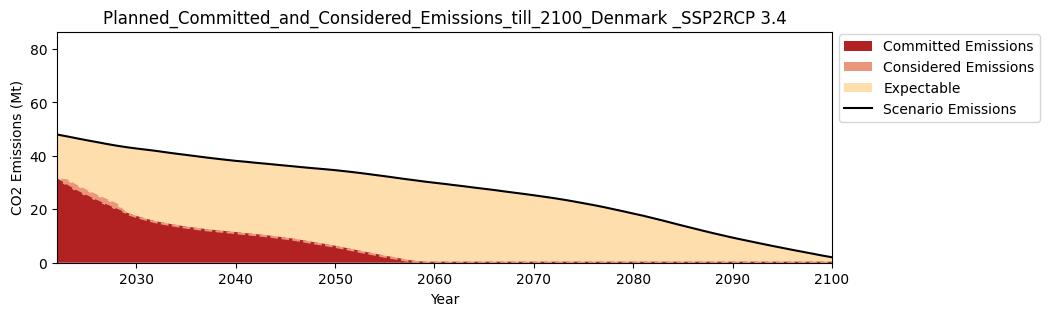 Planned_Committed_and_Considered_Emissions_till_2100_Denmark _SSP2RCP 3.4
Committed Emissions
Considered Emissions
Expectable
Scenario Emissions
CO2 Emissions (Mt)
80
60
40
20
0
2030 2040 2050 2060 2070 2080 2090 2100
Year